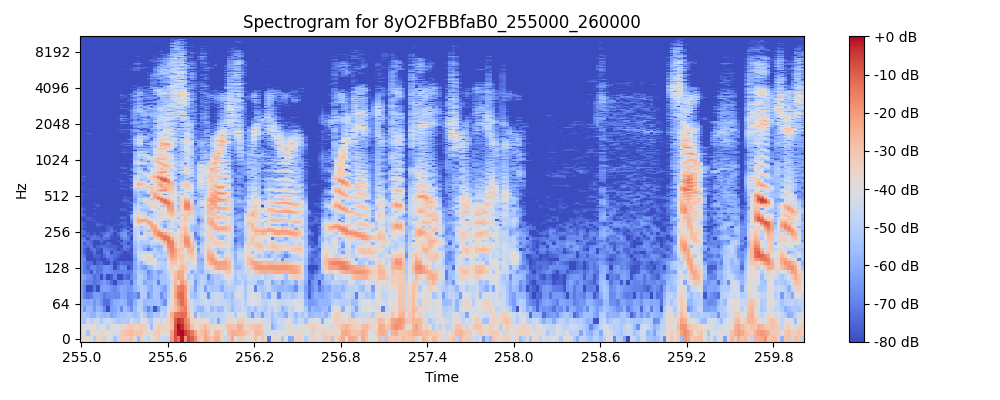 Spectrogram for 8yO2FBBfaB0_255000_260000
8192
4096
2048
1024
512
256
128
64
0
Hz
255.0 255.6 256.2 256.8 257.4 258.0 258.6 259.2 259.8
Time
+0 dB
-10 dB
-20 dB
-30 dB
-40 dB
-50 dB
-60 dB
-70 dB
-80 dB